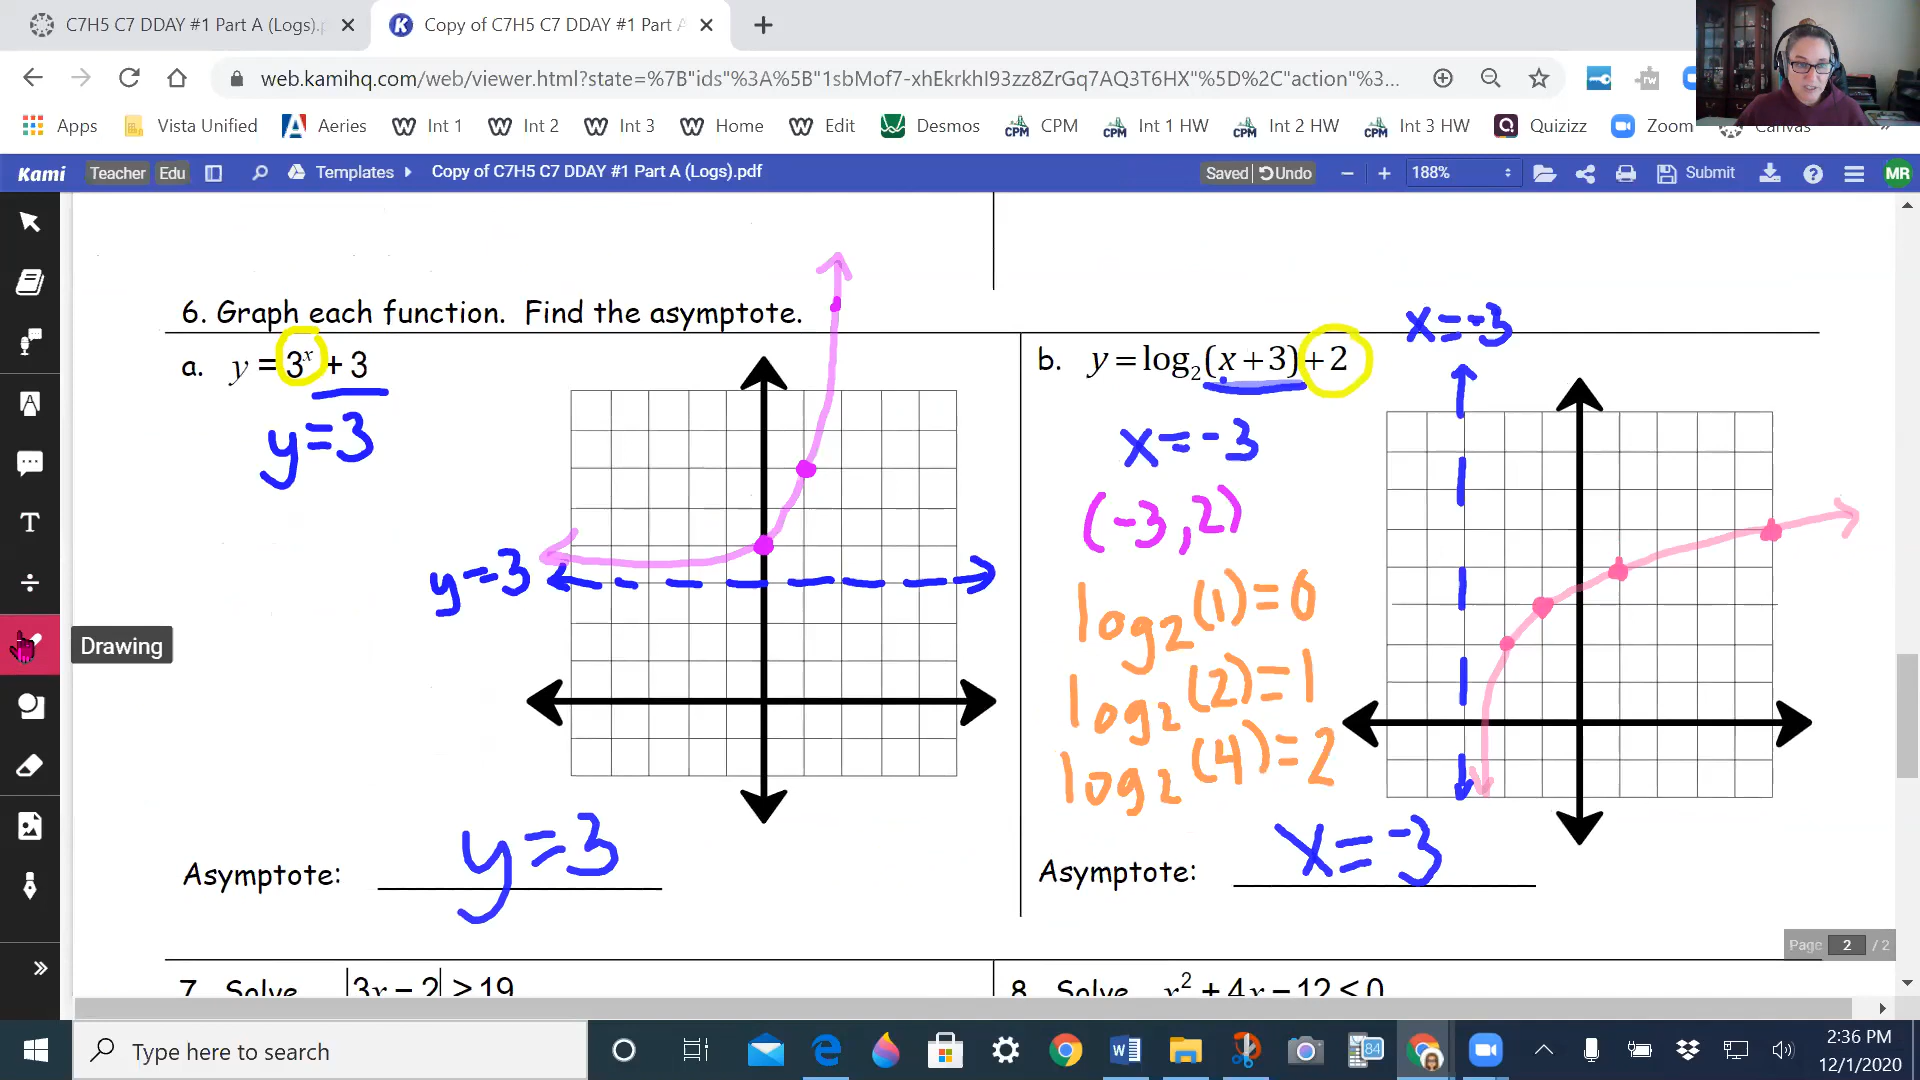 C7H5 C7 DDAY #1 Part A (Logs).p
Copy of C7H5 C7 DDAY #1 Part A
web.kamihq.com/web/viewer.html?state=%7B"ids"%3A%5B"1sbMof7-xhEkrkhI93zz8ZrGq7AQ3T6HX"%5D%2C"action"%3...
Apps Vista Unified Aeries Int 1 Int 2 Int 3 Home Edit Desmos CPM Int 1 HW Int 2 HW Int 3 HW Quizizz Zoom Canvas
Kami Teacher Edu Templates Copy of C7H5 C7 DDAY #1 Part A (Logs).pdf Saved Undo 188% Submit MR
6. Graph each function. Find the asymptote.
a. y = 3^x + 3
y=3
y=3
Asymptote: y=3
b. y = log₂(x+3)+2
x=-3
x=-3
(-3,2)
log₂(1)=0
log₂(2)=1
log₂(4)=2
Asymptote: x=-3
Drawing
Page 2 / 2
7. Solve |3x − 2| ≥ 19
8. Solve x² + 4x − 12 < 0
Type here to search
84
2:36 PM
12/1/2020